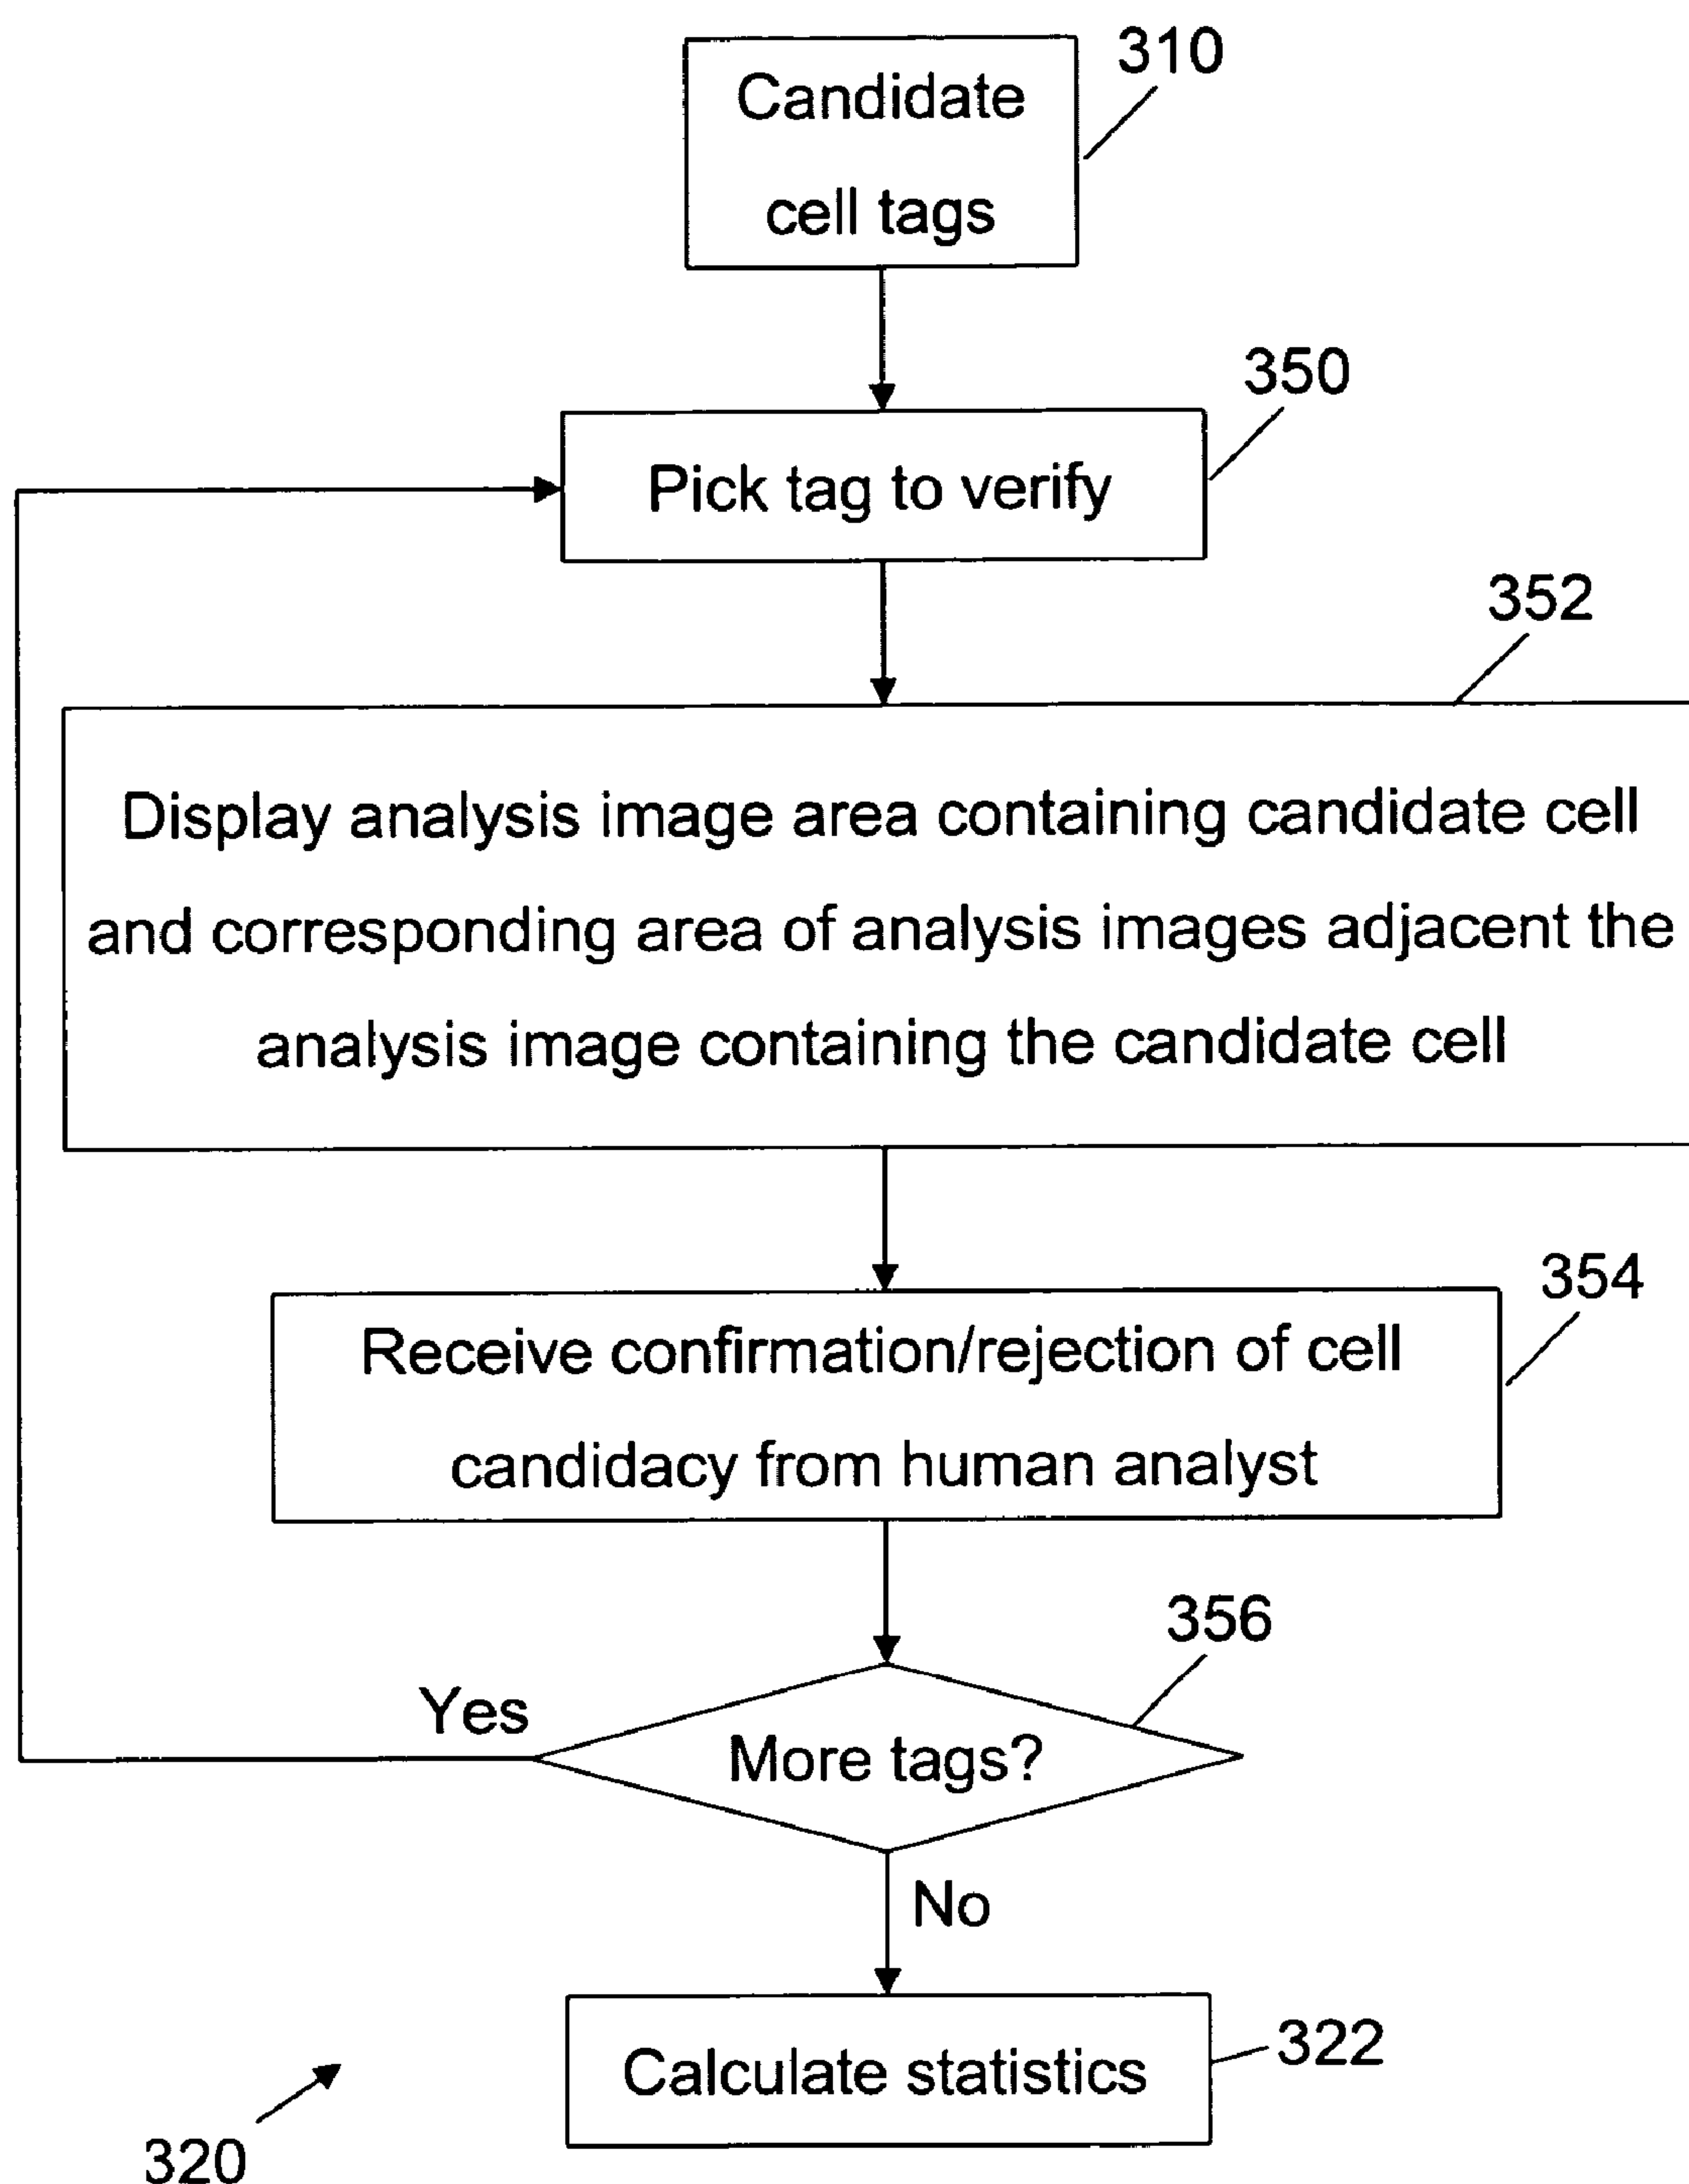 310
Candidate
cell tags
350
Pick tag to verify
352
Display analysis image area containing candidate cell
and corresponding area of analysis images adjacent the
analysis image containing the candidate cell
354
Receive confirmation/rejection of cell
candidacy from human analyst
356
Yes
More tags?
No
Calculate statistics
322
320